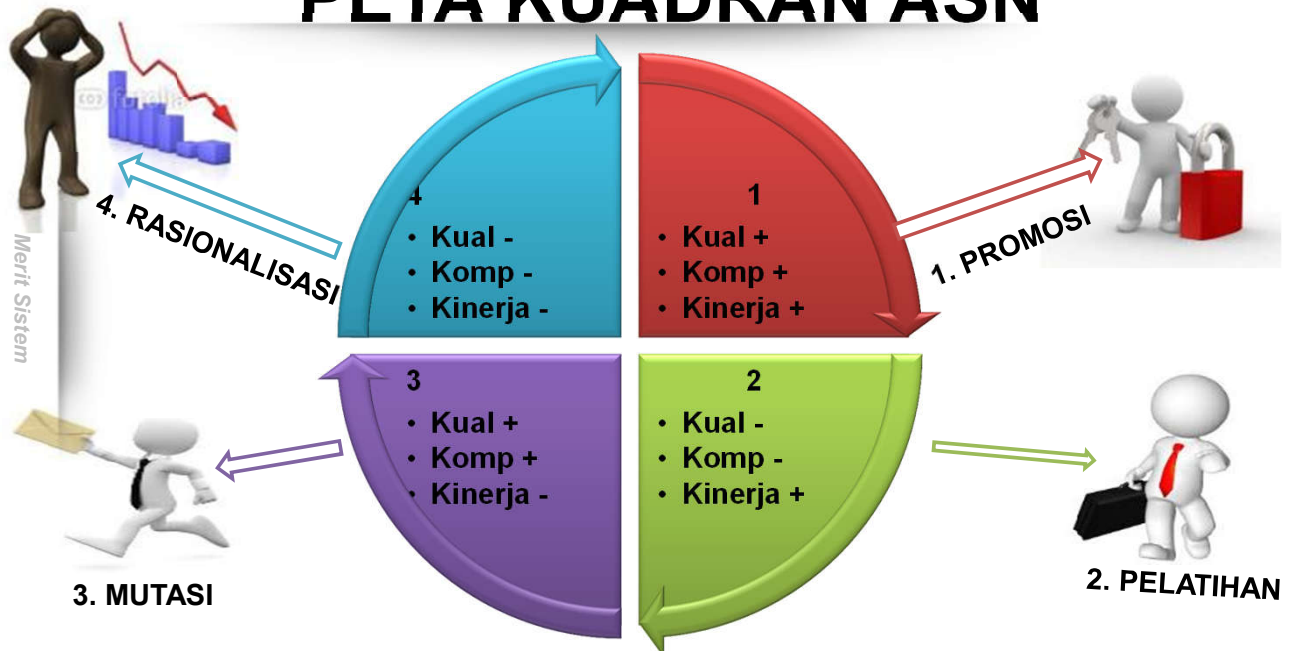 PETA KUADRAN ASN
4. RASIONALISASI
4
• Kual -
• Komp -
• Kinerja -
1
• Kual +
• Komp +
• Kinerja +
1. PROMOSI
Merit Sistem
3
• Kual +
• Komp +
• Kinerja -
2
• Kual -
• Komp -
• Kinerja +
3. MUTASI
2. PELATIHAN
fotolia